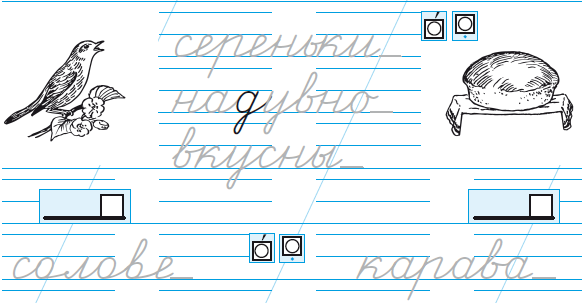 сереньки_
надувно_
вкусны_
солове_
карава_